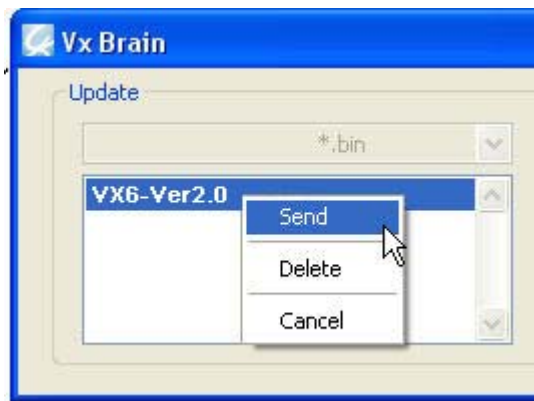 Vx Brain
Update
*.bin
VX6-Ver2.0
Send
Delete
Cancel